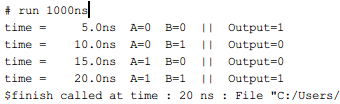 # run 1000ns
time = 5.0ns A=0 B=0 || Output=1
time = 10.0ns A=0 B=1 || Output=0
time = 15.0ns A=1 B=0 || Output=0
time = 20.0ns A=1 B=1 || Output=1
$finish called at time : 20 ns : File "C:/Users/